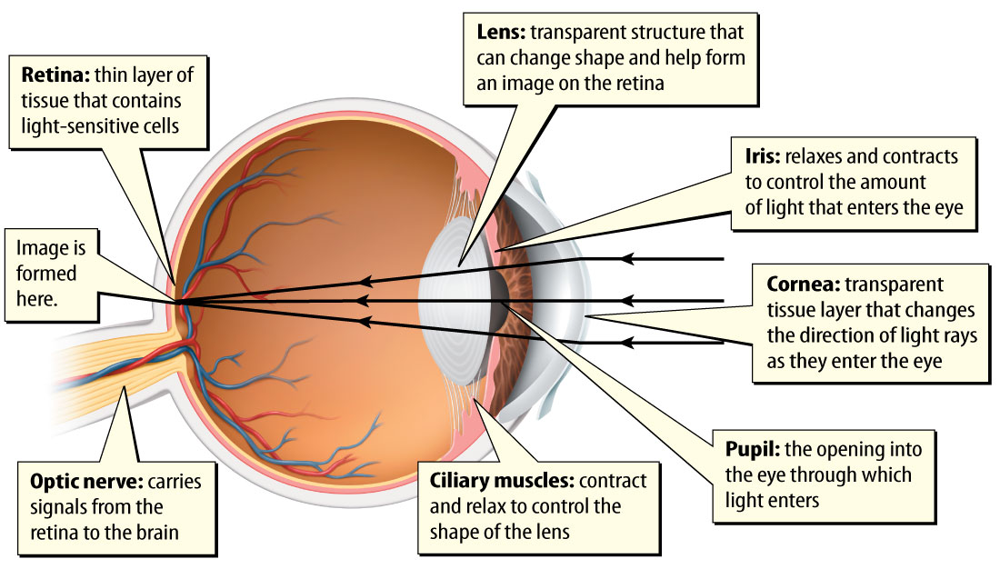 Lens: transparent structure that
can change shape and help form
an image on the retina
Retina: thin layer of
tissue that contains
light-sensitive cells
Iris: relaxes and contracts
to control the amount
of light that enters the eye
Image is
formed
here.
Cornea: transparent
tissue layer that changes
the direction of light rays
as they enter the eye
Pupil: the opening into
the eye through which
light enters
Optic nerve: carries
signals from the
retina to the brain
Ciliary muscles: contract
and relax to control the
shape of the lens